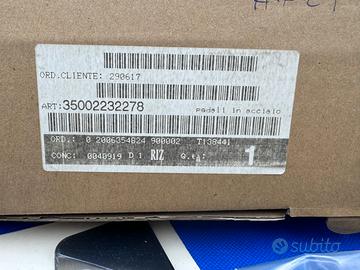 ORD.CLIENTE: 290617
ART:35002232278
pedali in acciaio
ORD.: 0 2006354824 900002 T138441
CONC: 0040919 D 1 RIZ Q.tà: 1
subito